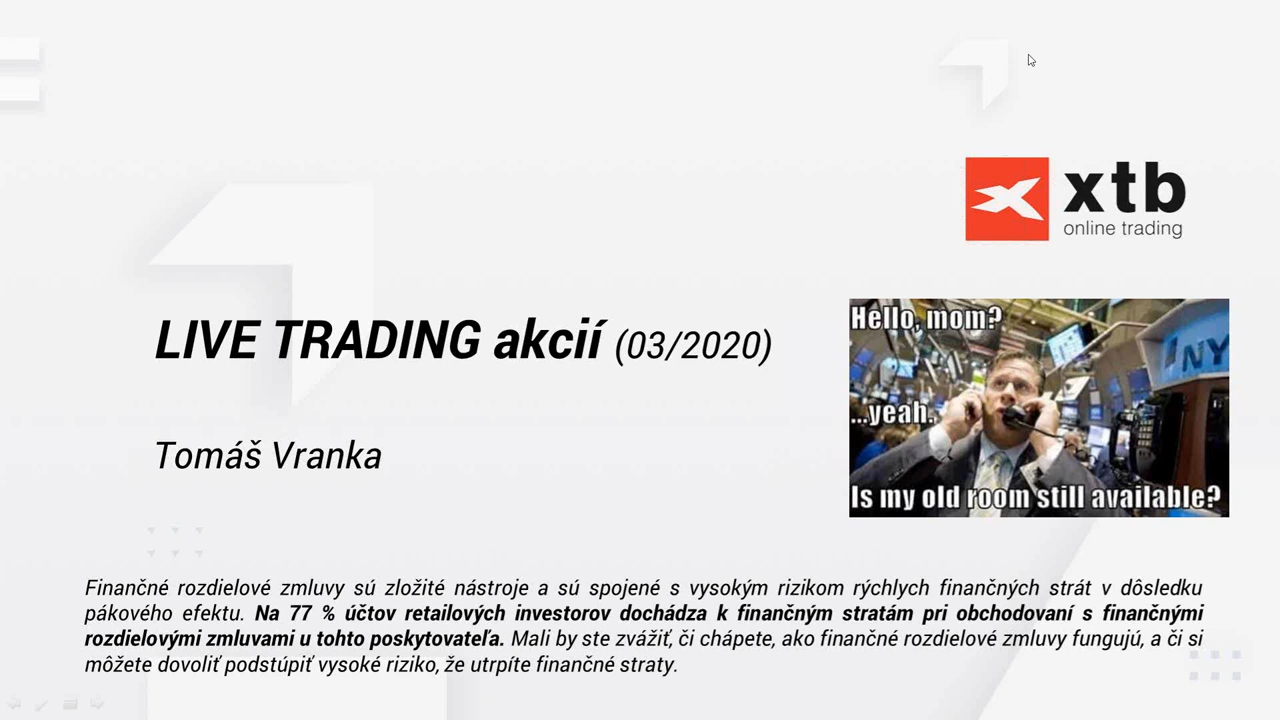 xtb
online trading
LIVE TRADING akcií (03/2020)
Tomáš Vranka
Hello, mom?
NY
...yeah.
Is my old room still available?
Finančné rozdielové zmluvy sú zložité nástroje a sú spojené s vysokým rizikom rýchlych finančných strát v dôsledku
pákového efektu. Na 77 % účtov retailových investorov dochádza k finančným stratám pri obchodovaní s finančnými
rozdielovými zmluvami u tohto poskytovateľa. Mali by ste zvážiť, či chápete, ako finančné rozdielové zmluvy fungujú, a či si
môžete dovoliť podstúpiť vysoké riziko, že utrpíte finančné straty.